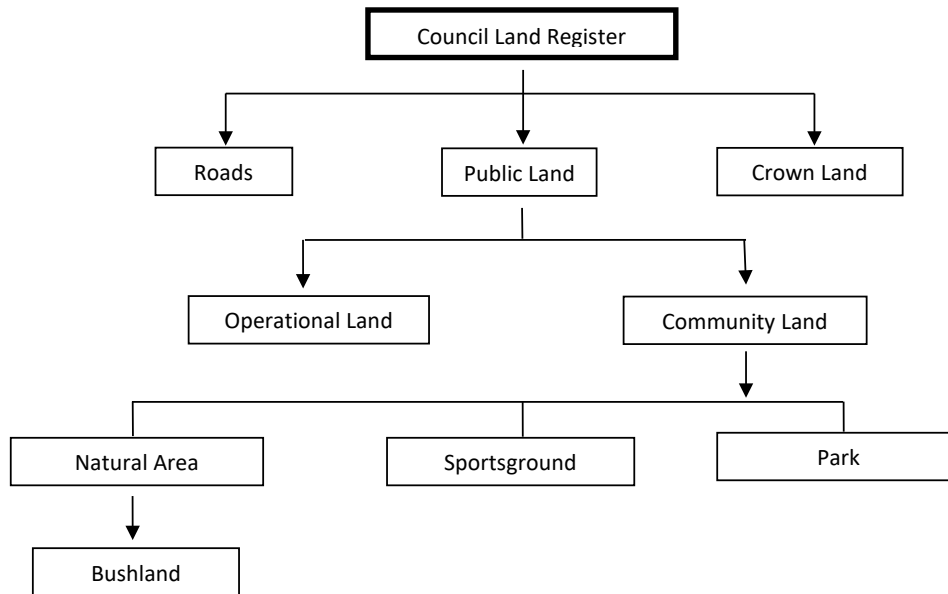 Council Land Register
Roads
Public Land
Crown Land
Operational Land
Community Land
Natural Area
Sportsground
Park
Bushland